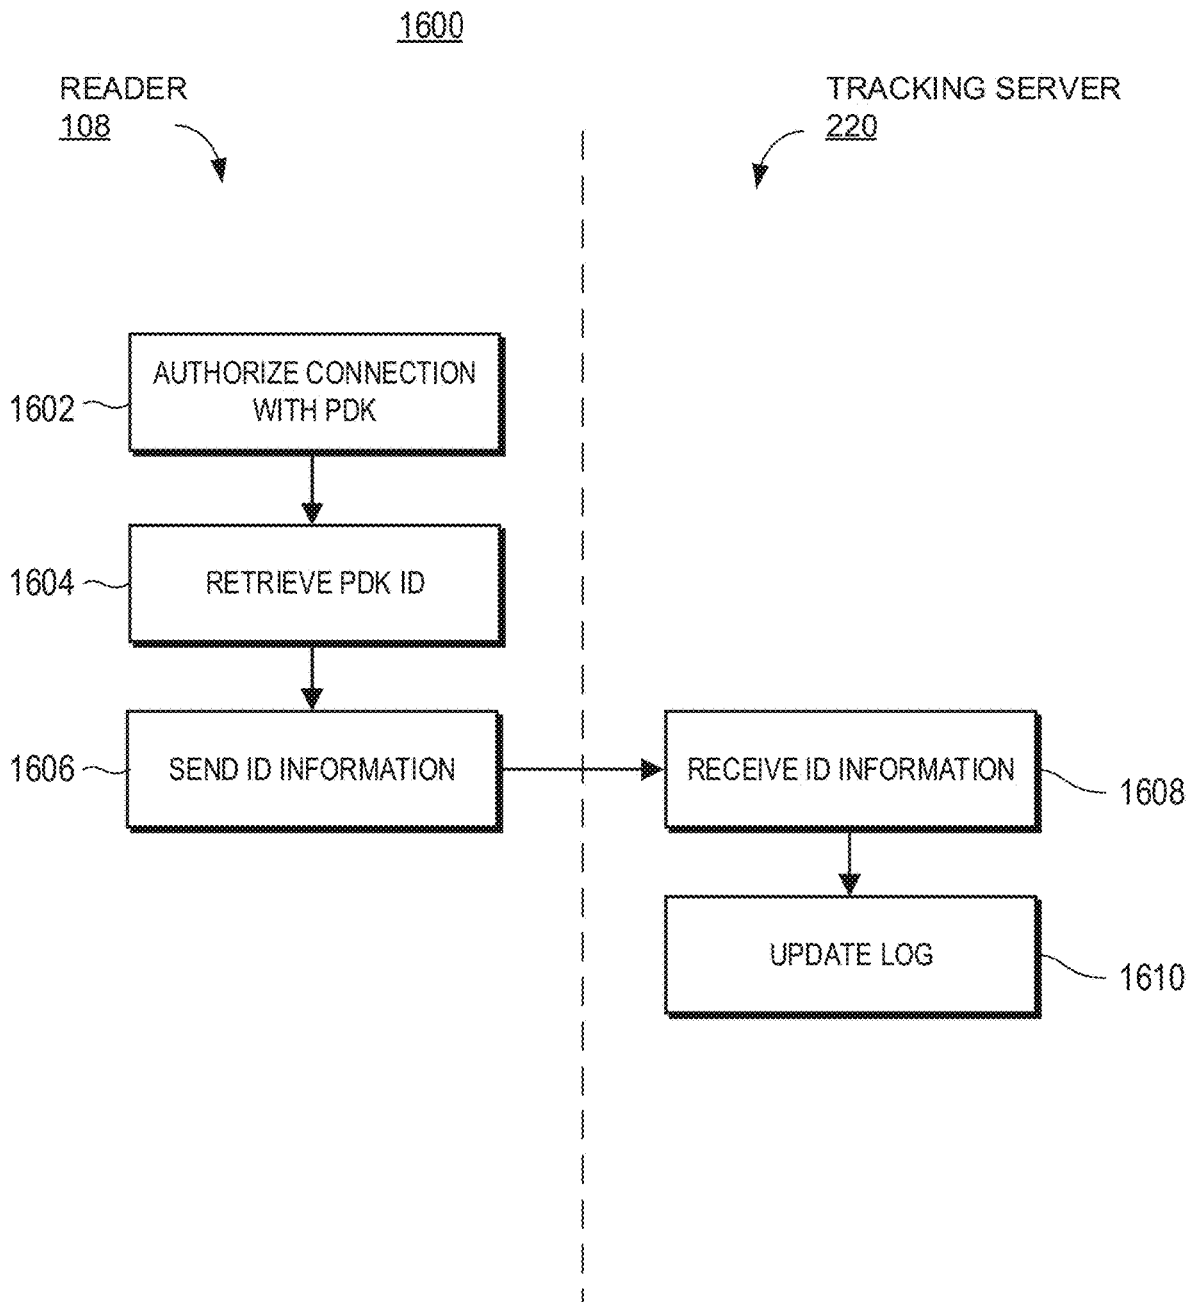 1600
READER
108
TRACKING SERVER
220
AUTHORIZE CONNECTION
WITH PDK
1602
RETRIEVE PDK ID
1604
SEND ID INFORMATION
1606
RECEIVE ID INFORMATION
1608
UPDATE LOG
1610